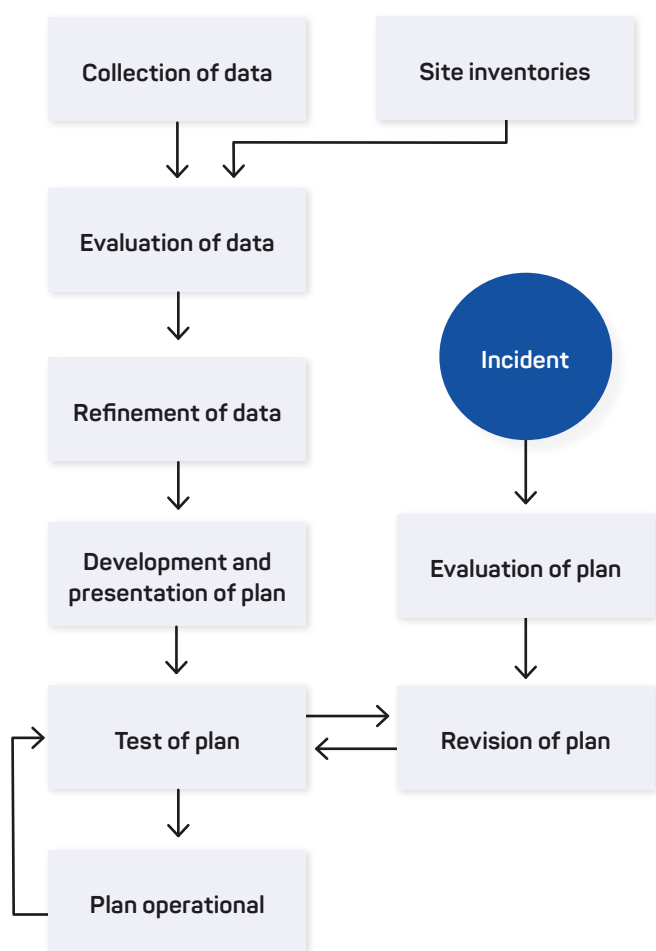 Collection of data
Site inventories
Evaluation of data
Incident
Refinement of data
Development and
presentation of plan
Evaluation of plan
Test of plan
Revision of plan
Plan operational